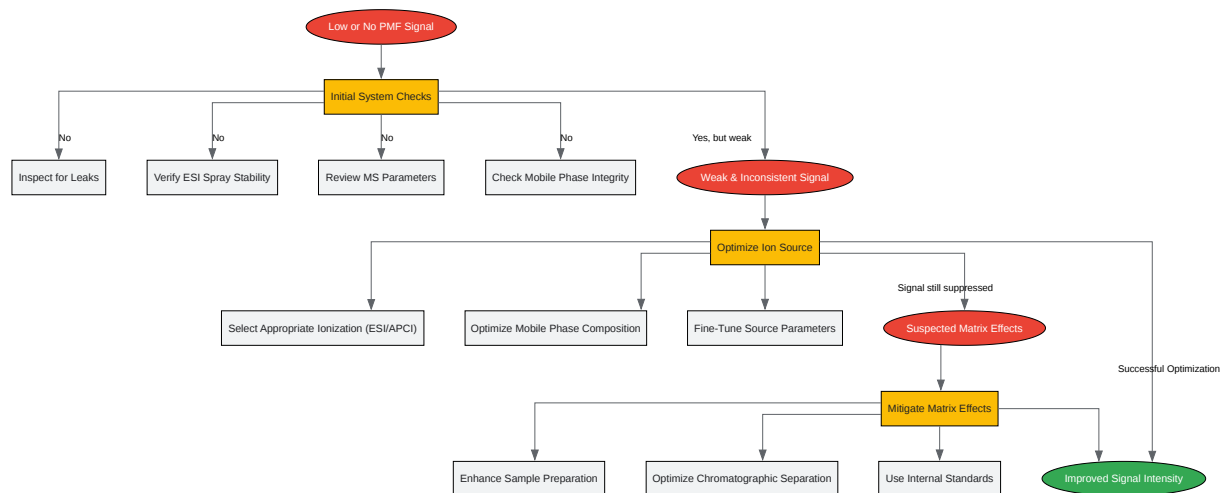 Low or No PMF Signal
Initial System Checks
No
No
No
No
Yes, but weak
Inspect for Leaks
Verify ESI Spray Stability
Review MS Parameters
Check Mobile Phase Integrity
Weak & Inconsistent Signal
Optimize Ion Source
Signal still suppressed
Select Appropriate Ionization (ESI/APCI)
Optimize Mobile Phase Composition
Fine-Tune Source Parameters
Suspected Matrix Effects
Successful Optimization
Mitigate Matrix Effects
Enhance Sample Preparation
Optimize Chromatographic Separation
Use Internal Standards
Improved Signal Intensity